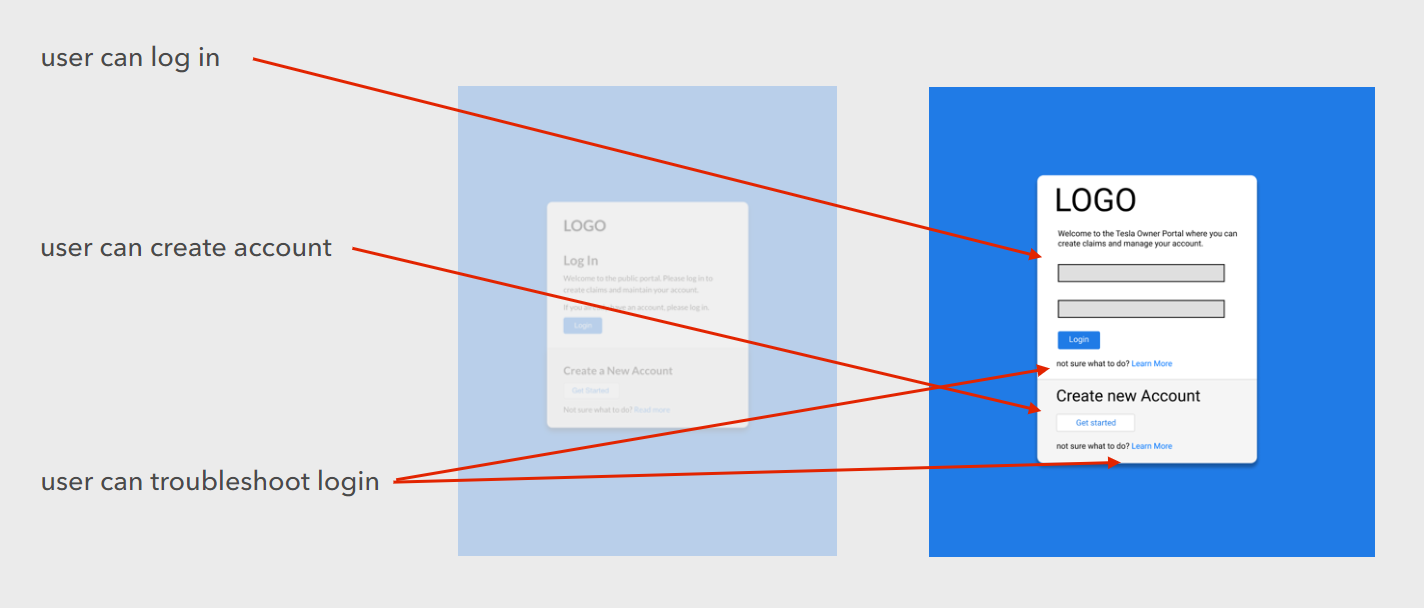 user can log in
user can create account
user can troubleshoot login
LOGO
Log In
Welcome to the public portal. Please log in to
create claims and maintain your account.
If you an account, please log in.
Login
Create a New Account
Get Started
Not sure what to do? Read more
LOGO
Welcome to the Tesla Owner Portal where you can
create claims and manage your account.
Login
not sure what to do? Learn More
Create new Account
Get started
not sure what to do? Learn More